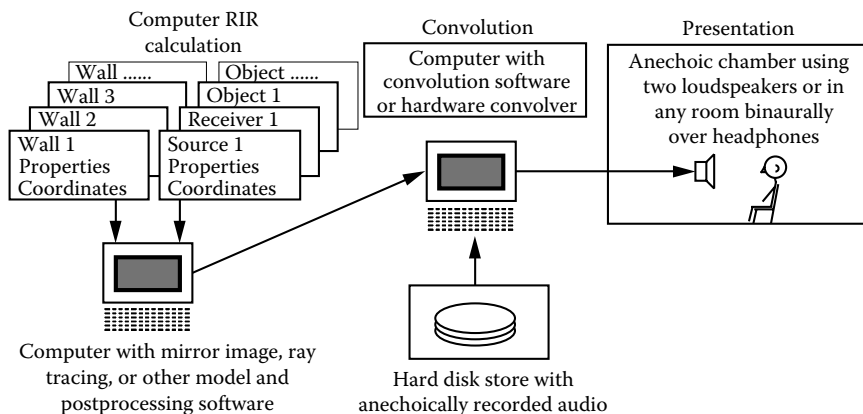 Computer RIR
calculation
Wall ......
Wall 3
Wall 2
Wall 1
Properties
Coordinates
Object ......
Object 1
Receiver 1
Source 1
Properties
Coordinates
Computer with mirror image, ray
tracing, or other model and
postprocessing software
Convolution
Computer with
convolution software
or hardware convolver
Hard disk store with
anechoically recorded audio
Presentation
Anechoic chamber using
two loudspeakers or in
any room binaurally
over headphones